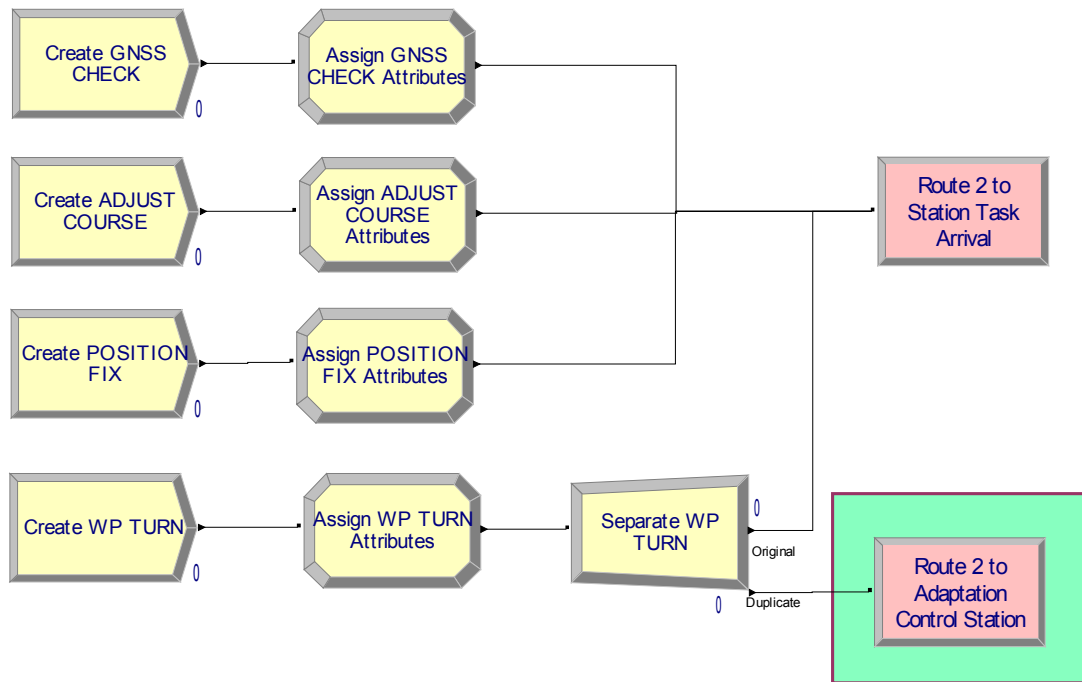 Create GNSS
CHECK
0
Assign GNSS
CHECK Attributes
Create ADJUST
COURSE
0
Assign ADJUST
COURSE
Attributes
Route 2 to
Station Task
Arrival
Create POSITION
FIX
0
Assign POSITION
FIX Attributes
Create WP TURN
0
Assign WP TURN
Attributes
Separate WP
TURN
0
Original
0
Duplicate
Route 2 to
Adaptation
Control Station